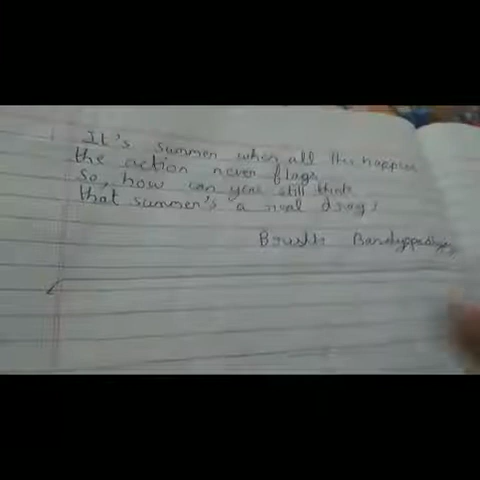 It's summer when all this happens
the action never flags
So, how can you still think
that summer's a real drag?